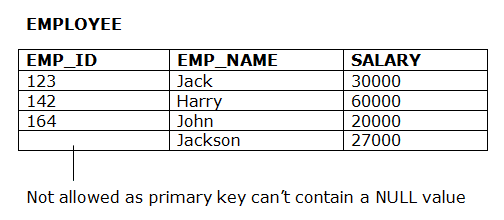 EMPLOYEE
EMP_ID EMP_NAME SALARY
123 Jack 30000
142 Harry 60000
164 John 20000
Jackson 27000
Not allowed as primary key can't contain a NULL value